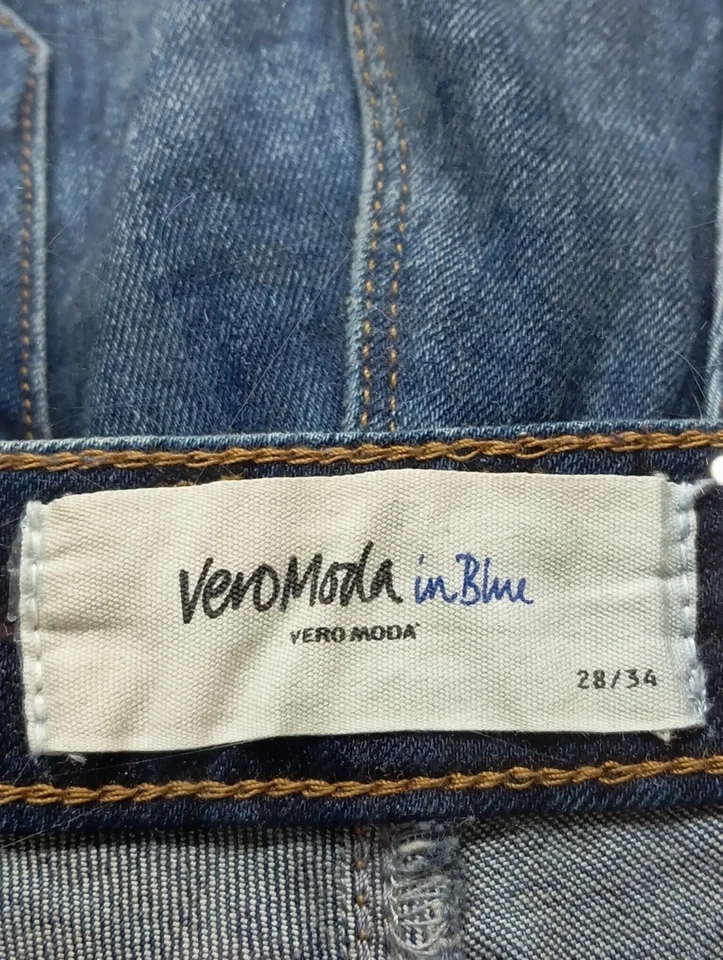 VeroModa in Blue
VERO MODA
28/34